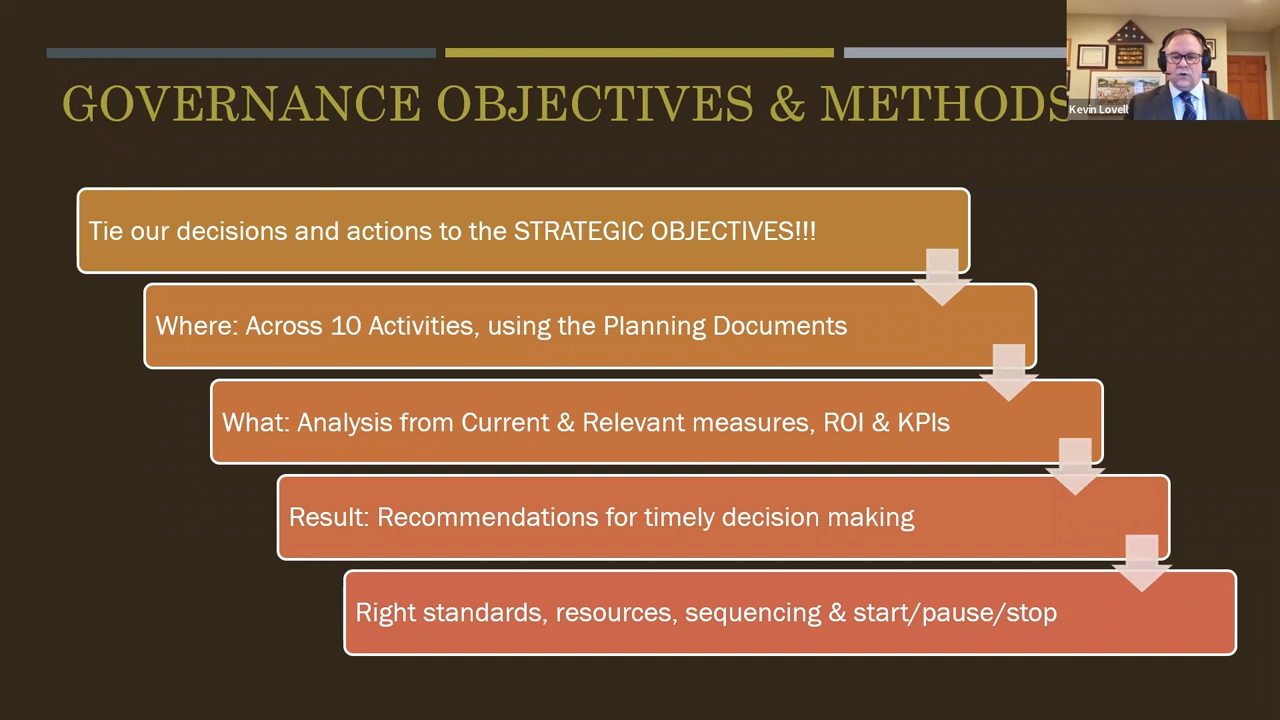 GOVERNANCE OBJECTIVES & METHODS
Kevin Lovell
Tie our decisions and actions to the STRATEGIC OBJECTIVES!!!
Where: Across 10 Activities, using the Planning Documents
What: Analysis from Current & Relevant measures, ROI & KPIs
Result: Recommendations for timely decision making
Right standards, resources, sequencing & start/pause/stop